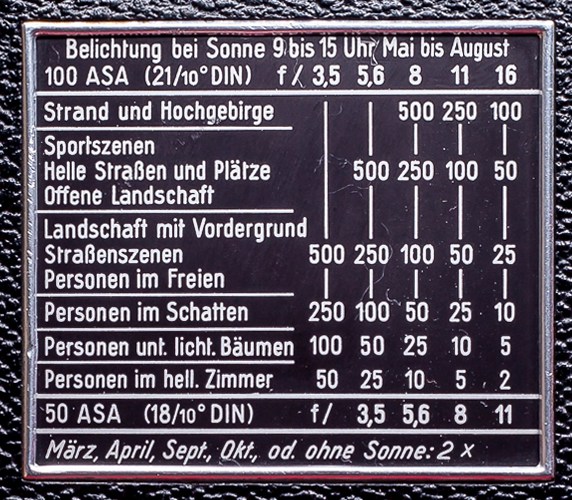 Belichtung bei Sonne 9 bis 15 Uhr Mai bis August
100 ASA (21/10° DIN) f/ 3,5 5,6 8 11 16
Strand und Hochgebirge 500 250 100
Sportszenen
Helle Straßen und Plätze 500 250 100 50
Offene Landschaft
Landschaft mit Vordergrund
Straßenszenen 500 250 100 50 25
Personen im Freien
Personen im Schatten 250 100 50 25 10
Personen unt. licht. Bäumen 100 50 25 10 5
Personen im hell. Zimmer 50 25 10 5 2
50 ASA (18/10° DIN) f/ 3,5 5,6 8 11
März, April, Sept., Okt., od. ohne Sonne: 2 x